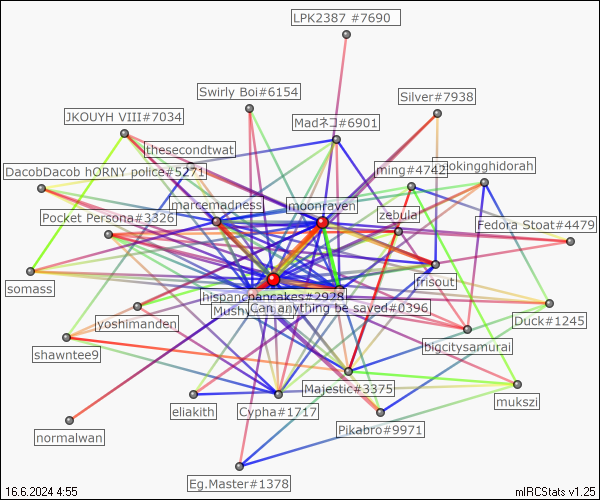 LPK2387 #7690
Swirly Boi#6154
Silver#7938
JKOUYH VIII#7034
Madネコ#6901
thesecondtwat
DacobDacob hORNY police#5271
ming#4742
okingghidorah
marcemadness
moonraven
Pocket Persona#3326
zebula
Fedora Stoat#4479
somass
frisout
hispanicpancakes#2928
Mushy
Can anything be saved#0396
yoshimanden
Duck#1245
bigcitysamurai
shawntee9
Majestic#3375
mukszi
eliakith
Cypha#1717
Pikabro#9971
normalwan
Eg.Master#1378
16.6.2024 4:55
mIRCStats v1.25